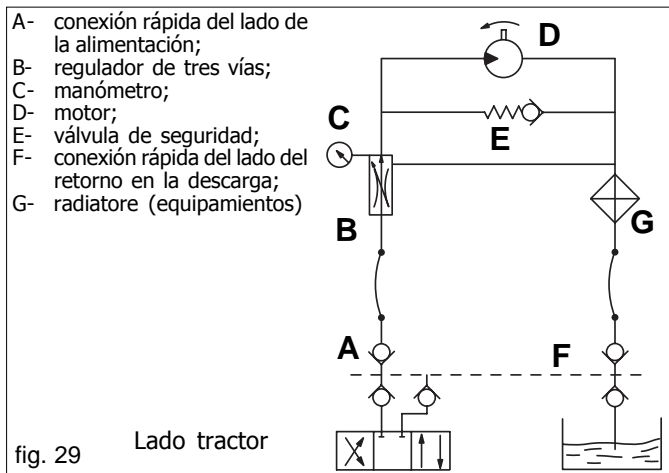 A- conexión rápida del lado de
la alimentación;
B- regulador de tres vías;
C- manómetro;
D- motor;
E- válvula de seguridad;
F- conexión rápida del lado del
retorno en la descarga;
G- radiatore (equipamientos)
D
C
E
B
G
A
F
Lado tractor
fig. 29